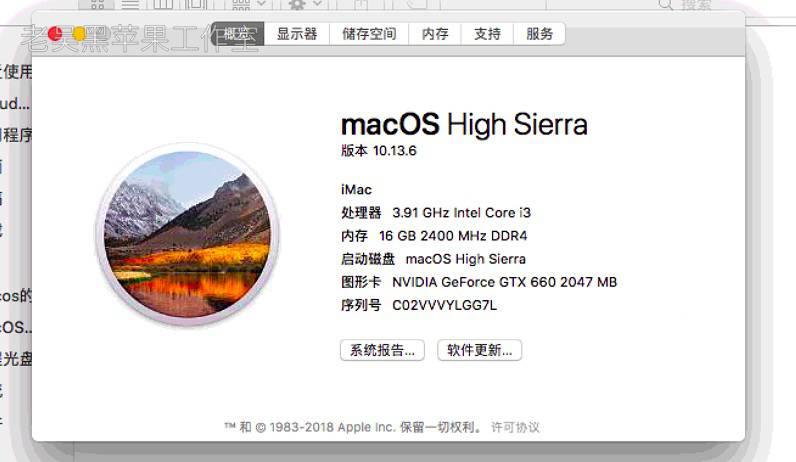 搜索
老吴黑苹果工作室
概览 显示器 储存空间 内存 支持 服务
使用
ud...
程序
macOS High Sierra
版本 10.13.6
iMac
处理器 3.91 GHz Intel Core i3
内存 16 GB 2400 MHz DDR4
启动磁盘 macOS High Sierra
图形卡 NVIDIA GeForce GTX 660 2047 MB
序列号 C02VVVYLGG7L
cos的
cOS...
光盘
系统报告... 软件更新...
™ 和 © 1983-2018 Apple Inc. 保留一切权利。 许可协议